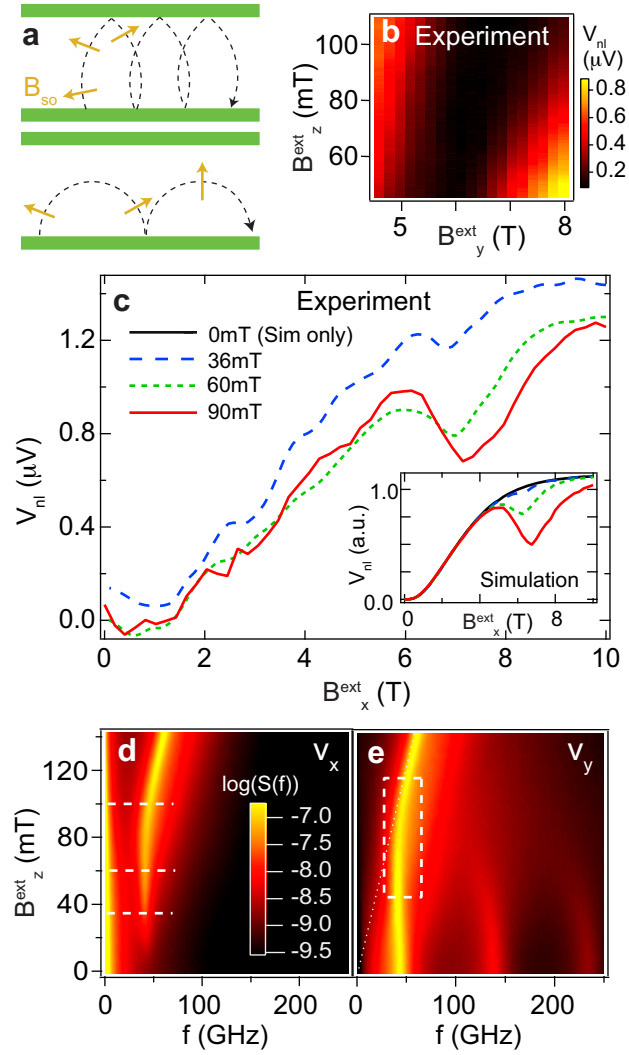 a
B_so
b
Experiment
V_nl
(μV)
0.8
0.6
0.4
0.2
100
80
60
B^ext_z (mT)
5
8
B^ext_y (T)
c
Experiment
0mT (Sim only)
36mT
60mT
90mT
1.2
0.8
0.4
0.0
V_nl (μV)
0
2
4
6
8
10
B^ext_x (T)
1.0
0.0
V_nl (a.u.)
Simulation
0
8
B^ext_x (T)
d
v_x
log(S(f))
-7.0
-7.5
-8.0
-8.5
-9.0
-9.5
120
80
40
0
B^ext_z (mT)
0
100
200
f (GHz)
e
v_y
0
100
200
f (GHz)